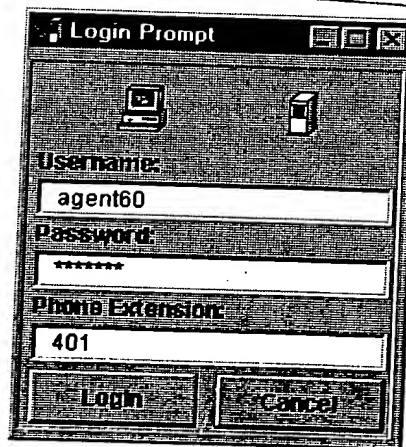 Login Prompt
Username:
agent60
Password:
*******
Phone Extension:
401
Login Cancel